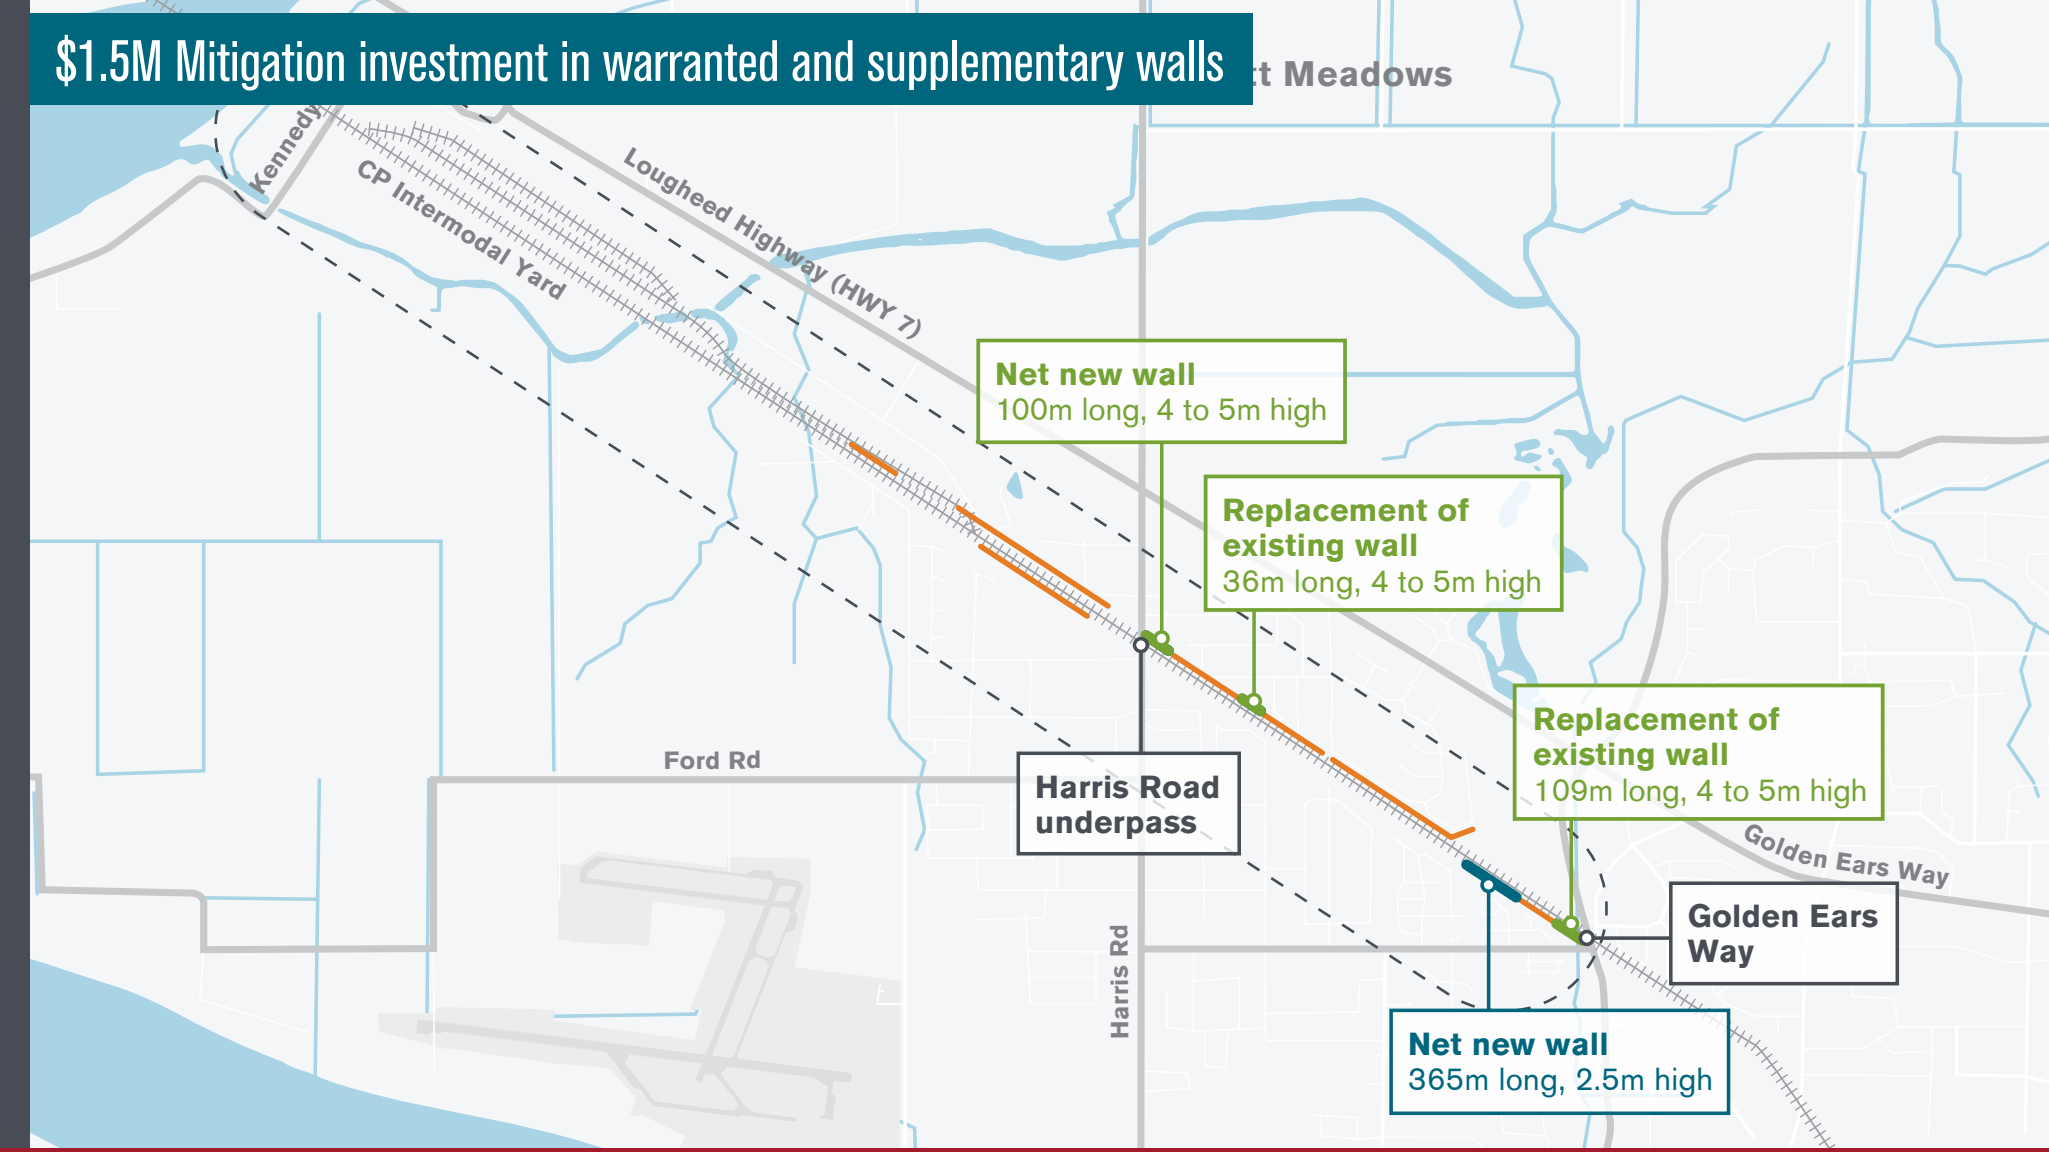 $1.5M Mitigation investment in warranted and supplementary walls
tt Meadows
Kennedy
CP Intermodal Yard
Lougheed Highway (HWY 7)
Net new wall
100m long, 4 to 5m high
Replacement of
existing wall
36m long, 4 to 5m high
Replacement of
existing wall
109m long, 4 to 5m high
Ford Rd
Harris Road
underpass
Golden Ears Way
Golden Ears
Way
Harris Rd
Net new wall
365m long, 2.5m high